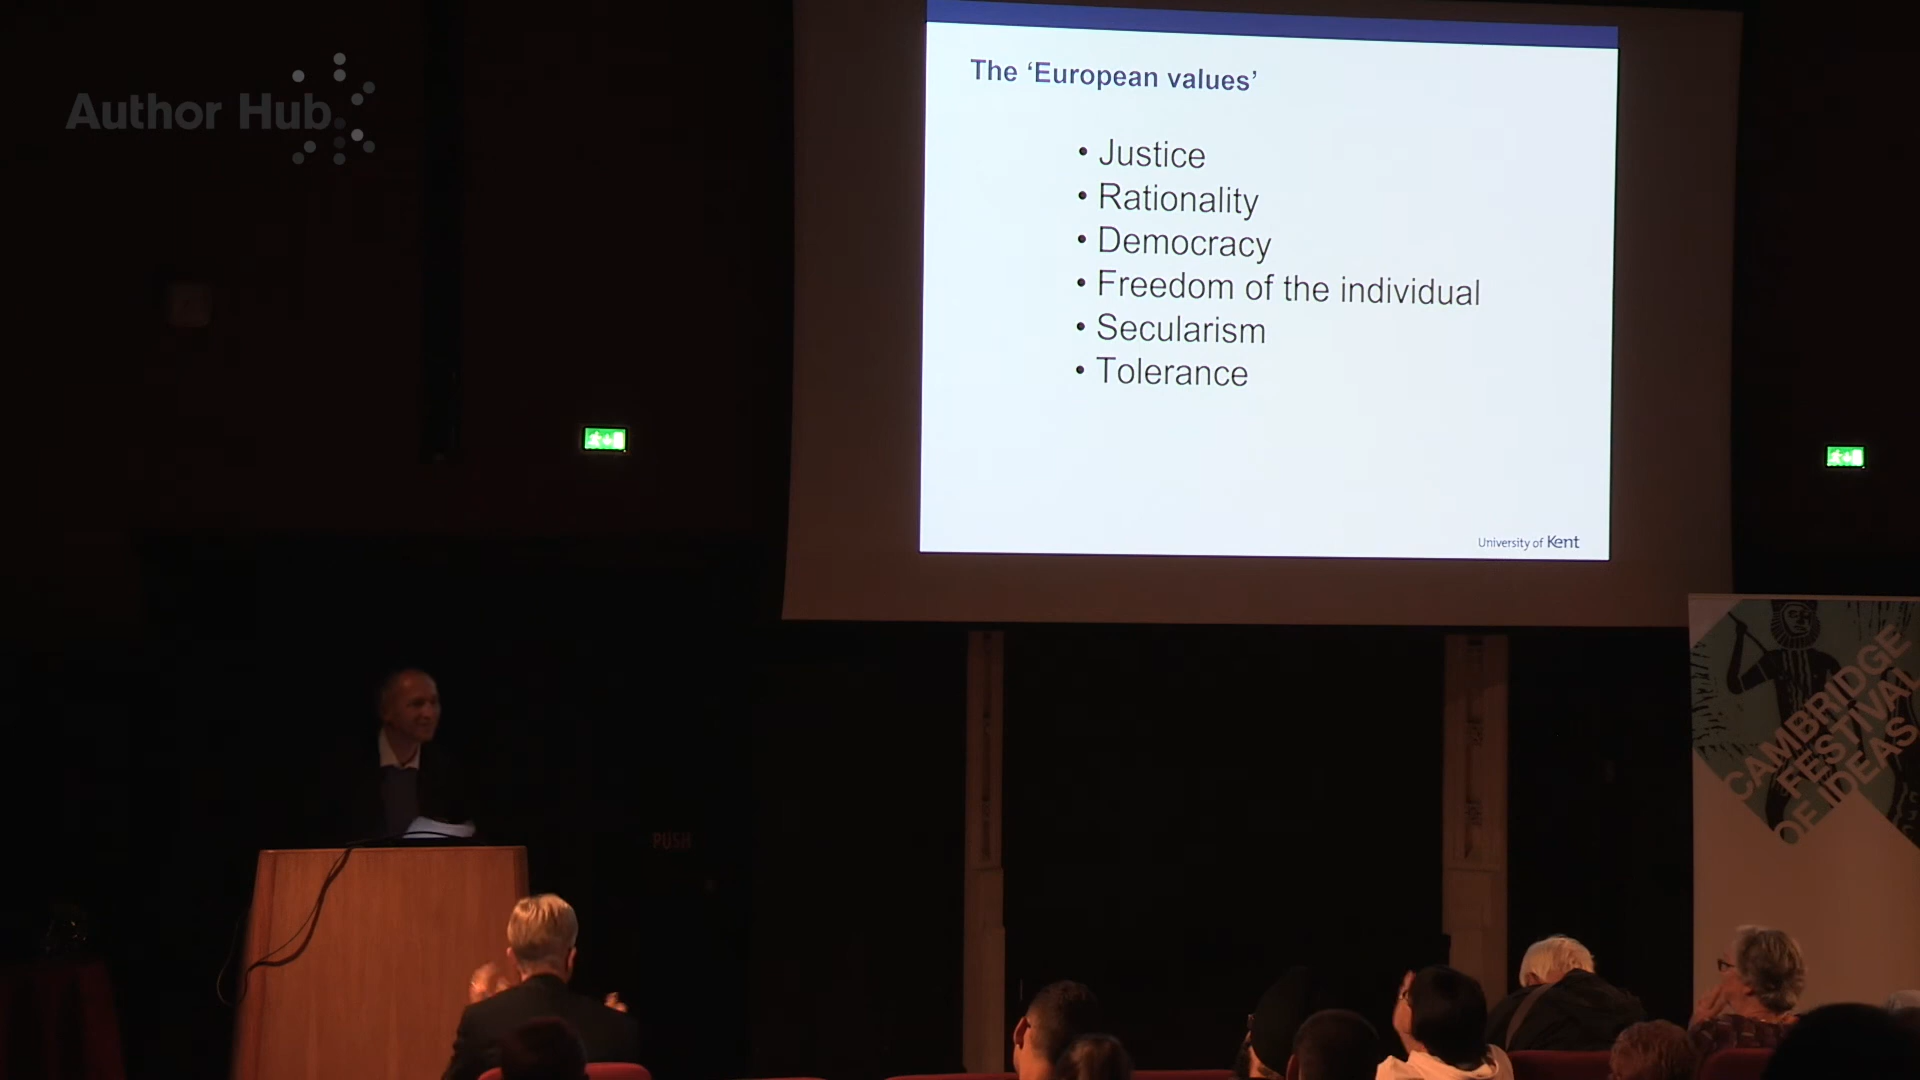 Author Hub
The ‘European values’
• Justice
• Rationality
• Democracy
• Freedom of the individual
• Secularism
• Tolerance
University of Kent
PUSH
CAMBRIDGE
FESTIVAL
OF IDEAS